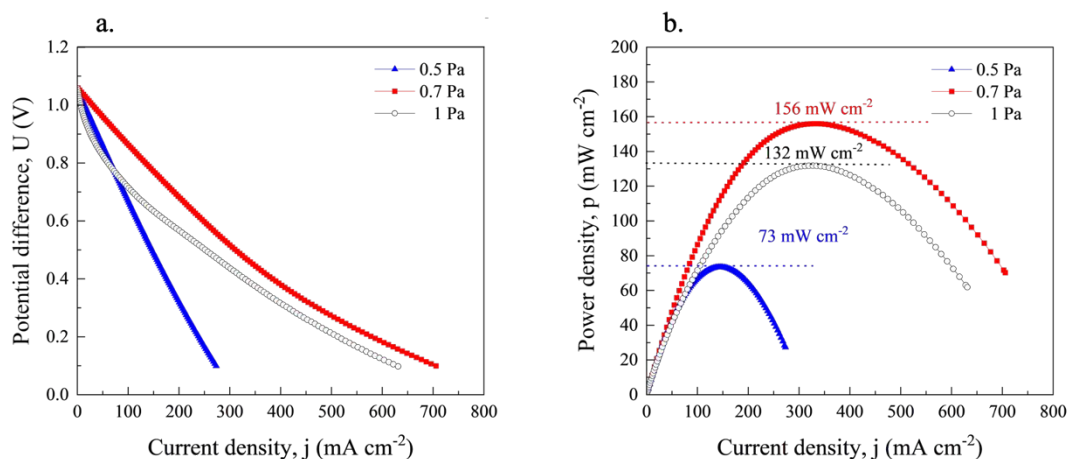 a.
1.2
1.0
0.8
0.6
0.4
0.2
0.0
Potential difference, U (V)
0.5 Pa
0.7 Pa
1 Pa
0 100 200 300 400 500 600 700 800
Current density, j (mA cm⁻²)
b.
200
180
160
140
120
100
80
60
40
20
0
Power density, p (mW cm⁻²)
0.5 Pa
0.7 Pa
1 Pa
156 mW cm⁻²
132 mW cm⁻²
73 mW cm⁻²
0 100 200 300 400 500 600 700 800
Current density, j (mA cm⁻²)